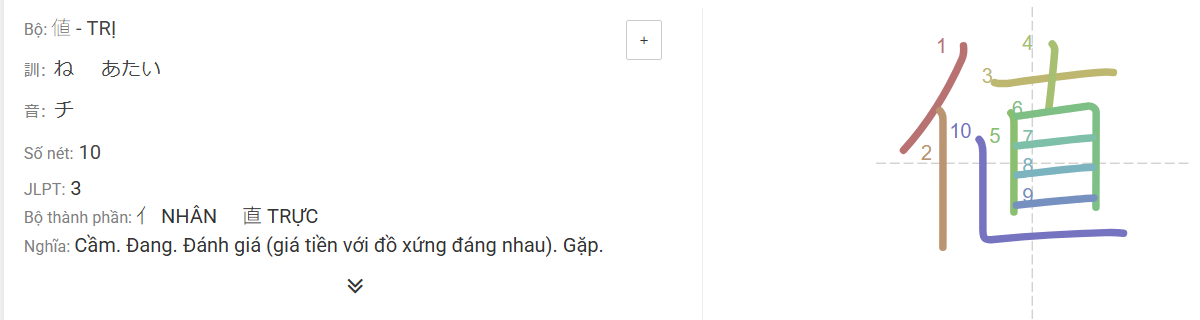 Bộ: 値 - TRỊ
+
訓: ね あたい
音: チ
Số nét: 10
JLPT: 3
Bộ thành phần: 亻 NHÂN 直 TRỰC
Nghĩa: Cầm. Đang. Đánh giá (giá tiền với đồ xứng đáng nhau). Gặp.
値
1
2
3
4
5
6
7
8
9
10